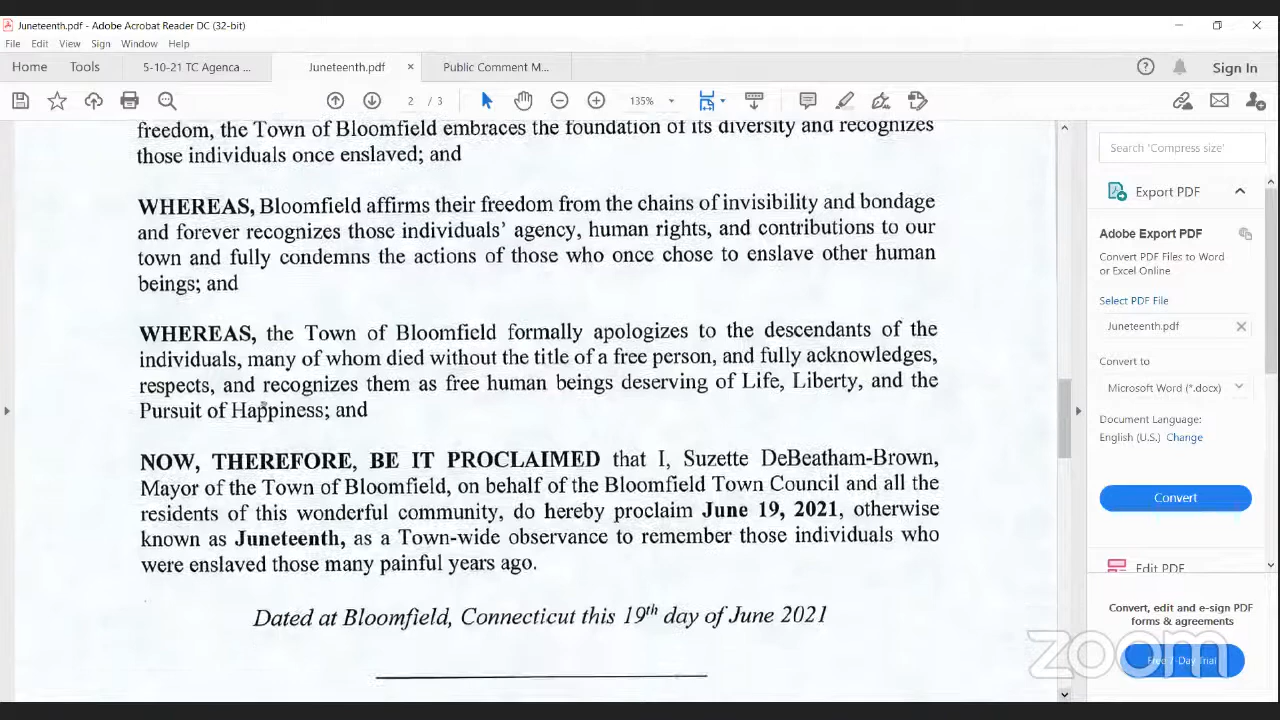 Juneteenth.pdf - Adobe Acrobat Reader DC (32-bit)
File Edit View Sign Window Help
Home Tools 5-10-21 TC Agenca ... Juneteenth.pdf × Public Comment M... Sign In
2 / 3 135%
freedom, the Town of Bloomfield embraces the foundation of its diversity and recognizes
those individuals once enslaved; and
WHEREAS, Bloomfield affirms their freedom from the chains of invisibility and bondage
and forever recognizes those individuals' agency, human rights, and contributions to our
town and fully condemns the actions of those who once chose to enslave other human
beings; and
WHEREAS, the Town of Bloomfield formally apologizes to the descendants of the
individuals, many of whom died without the title of a free person, and fully acknowledges,
respects, and recognizes them as free human beings deserving of Life, Liberty, and the
Pursuit of Happiness; and
NOW, THEREFORE, BE IT PROCLAIMED that I, Suzette DeBeatham-Brown,
Mayor of the Town of Bloomfield, on behalf of the Bloomfield Town Council and all the
residents of this wonderful community, do hereby proclaim June 19, 2021, otherwise
known as Juneteenth, as a Town-wide observance to remember those individuals who
were enslaved those many painful years ago.
Dated at Bloomfield, Connecticut this 19th day of June 2021
Search 'Compress size'
Export PDF
Adobe Export PDF
Convert PDF Files to Word
or Excel Online
Select PDF File
Juneteenth.pdf
Convert to
Microsoft Word (*.docx)
Document Language:
English (U.S.) Change
Convert
Edit PDF
Convert, edit and e-sign PDF
forms & agreements
Free 7-Day Trial
zoom